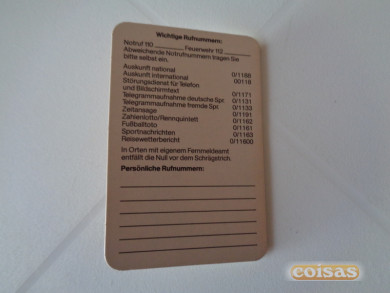 Wichtige Rufnummern:
Notruf 110 ________ Feuerwehr 112 ________
Abweichende Notrufnummern tragen Sie
bitte selbst ein.
Auskunft national 0/1188
Auskunft international 00118
Störungsdienst für Telefon
und Bildschirmtext 0/1171
Telegrammaufnahme deutsche Spr. 0/1131
Telegrammaufnahme fremde Spr. 0/1133
Zeitansage 0/1191
Zahlenlotto/Rennquintett 0/1162
Fußballtoto 0/1161
Sportnachrichten 0/1163
Reisewetterbericht 0/11600
In Orten mit eigenem Fernmeldeamt
entfällt die Null vor dem Schrägstrich.
Persönliche Rufnummern:
coisas